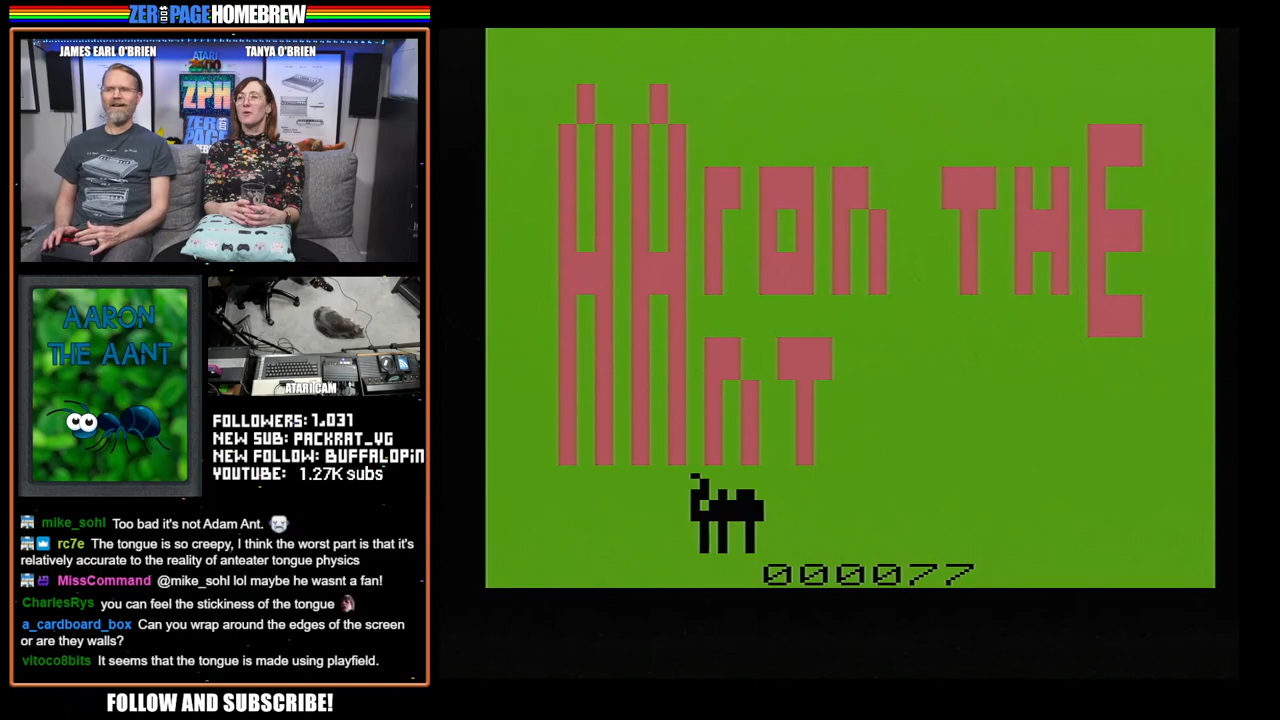 ZER PAGE HOMEBREW
JAMES EARL O'BRIEN
TANYA O'BRIEN
ATARI
ZPH
ZERO
PAGE
AARON
THE AANT
ATARI CAM
FOLLOWERS: 1,031
NEW SUB: PACKRAT_VG
NEW FOLLOW: BUFFALOPIN
YOUTUBE: 1.27K subs
mike_sohl Too bad it's not Adam Ant.
rc7e The tongue is so creepy, I think the worst part is that it's
relatively accurate to the reality of anteater tongue physics
MissCommand @mike_sohl lol maybe he wasnt a fan!
CharlesRys you can feel the stickiness of the tongue
a_cardboard_box Can you wrap around the edges of the screen
or are they walls?
vitoco8bits It seems that the tongue is made using playfield.
FOLLOW AND SUBSCRIBE!
AAron THE
AAnT
000077